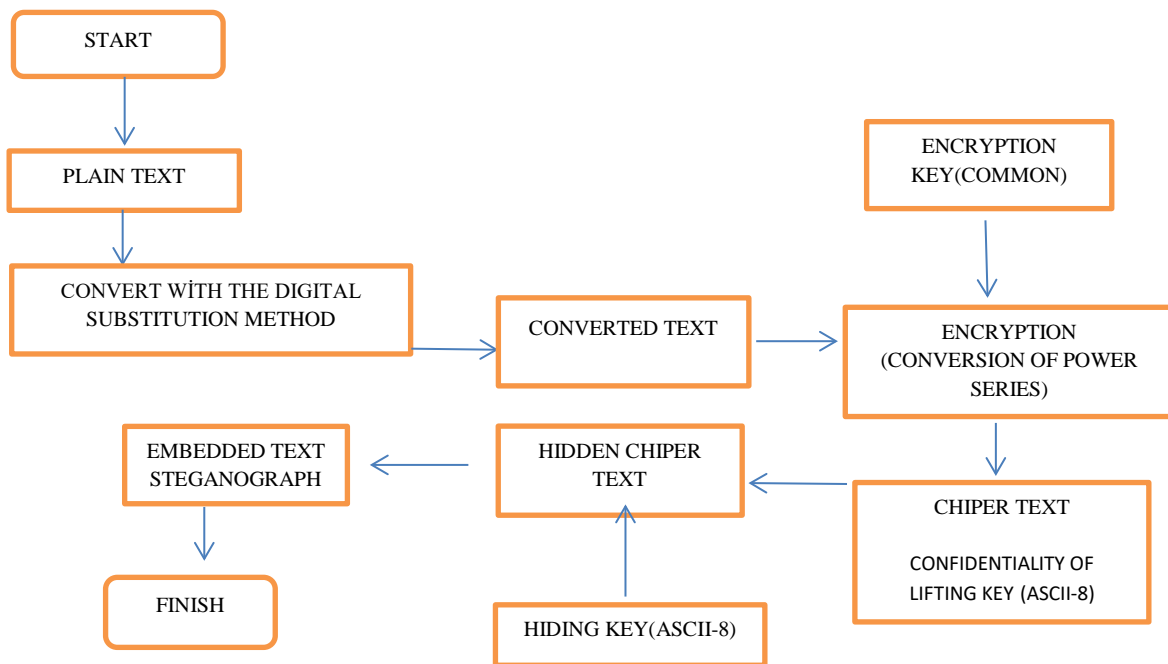 START
PLAIN TEXT
CONVERT WİTH THE DIGITAL
SUBSTITUTION METHOD
CONVERTED TEXT
ENCRYPTION
KEY(COMMON)
ENCRYPTION
(CONVERSION OF POWER
SERIES)
CHIPER TEXT
CONFIDENTIALITY OF
LIFTING KEY (ASCII-8)
HIDDEN CHIPER
TEXT
HIDING KEY(ASCII-8)
EMBEDDED TEXT
STEGANOGRAPH
FINISH